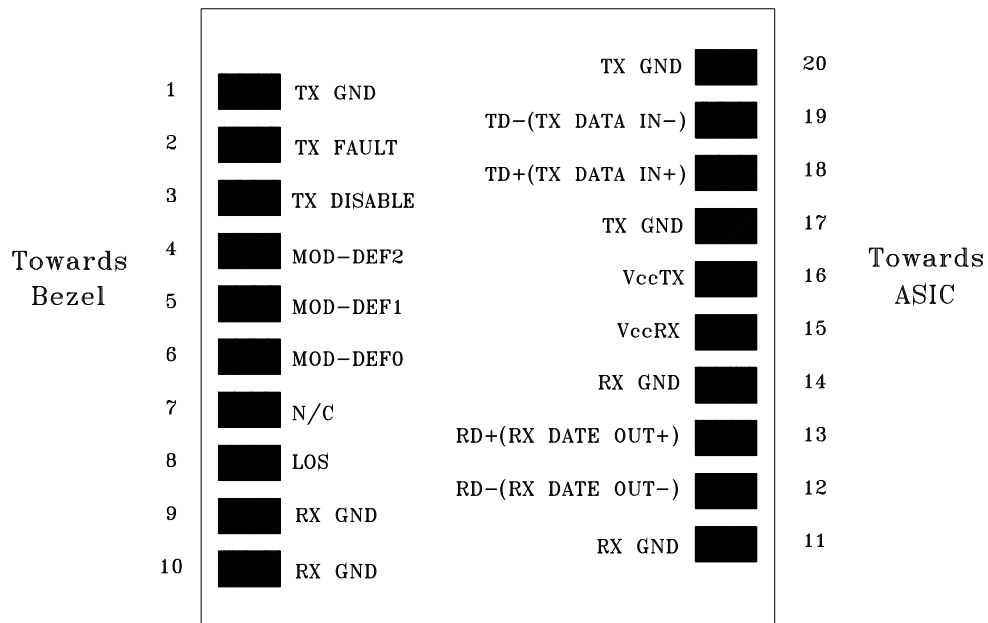 TX GND 20
1 TX GND
TD-(TX DATA IN-) 19
2 TX FAULT
TD+(TX DATA IN+) 18
3 TX DISABLE
TX GND 17
4 MOD-DEF2
Towards
Bezel
VccTX 16
Towards
ASIC
5 MOD-DEF1
VccRX 15
6 MOD-DEF0
RX GND 14
7 N/C
RD+(RX DATE OUT+) 13
8 LOS
RD-(RX DATE OUT-) 12
9 RX GND
RX GND 11
10 RX GND